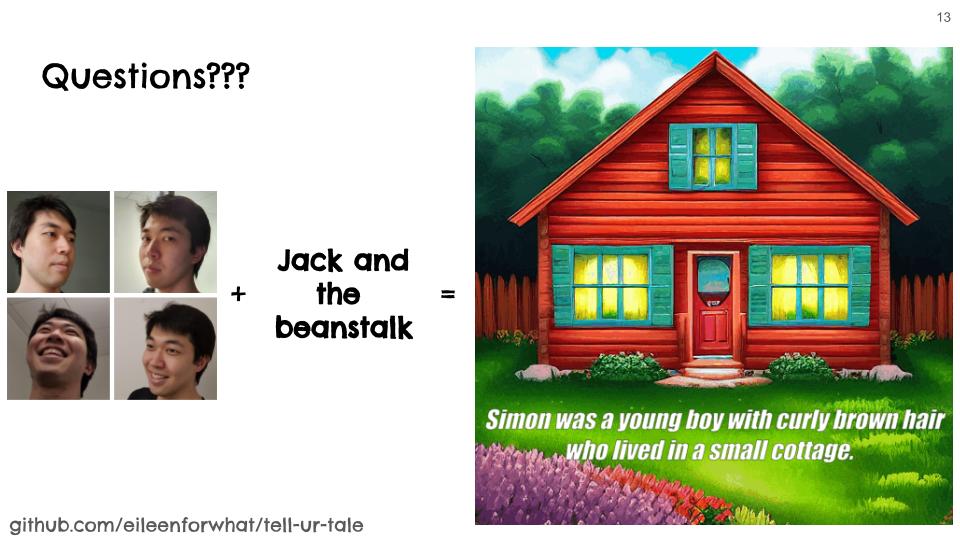 13
Questions???
+
Jack and
the
beanstalk
=
Simon was a young boy with curly brown hair
who lived in a small cottage.
github.com/eileenforwhat/tell-ur-tale